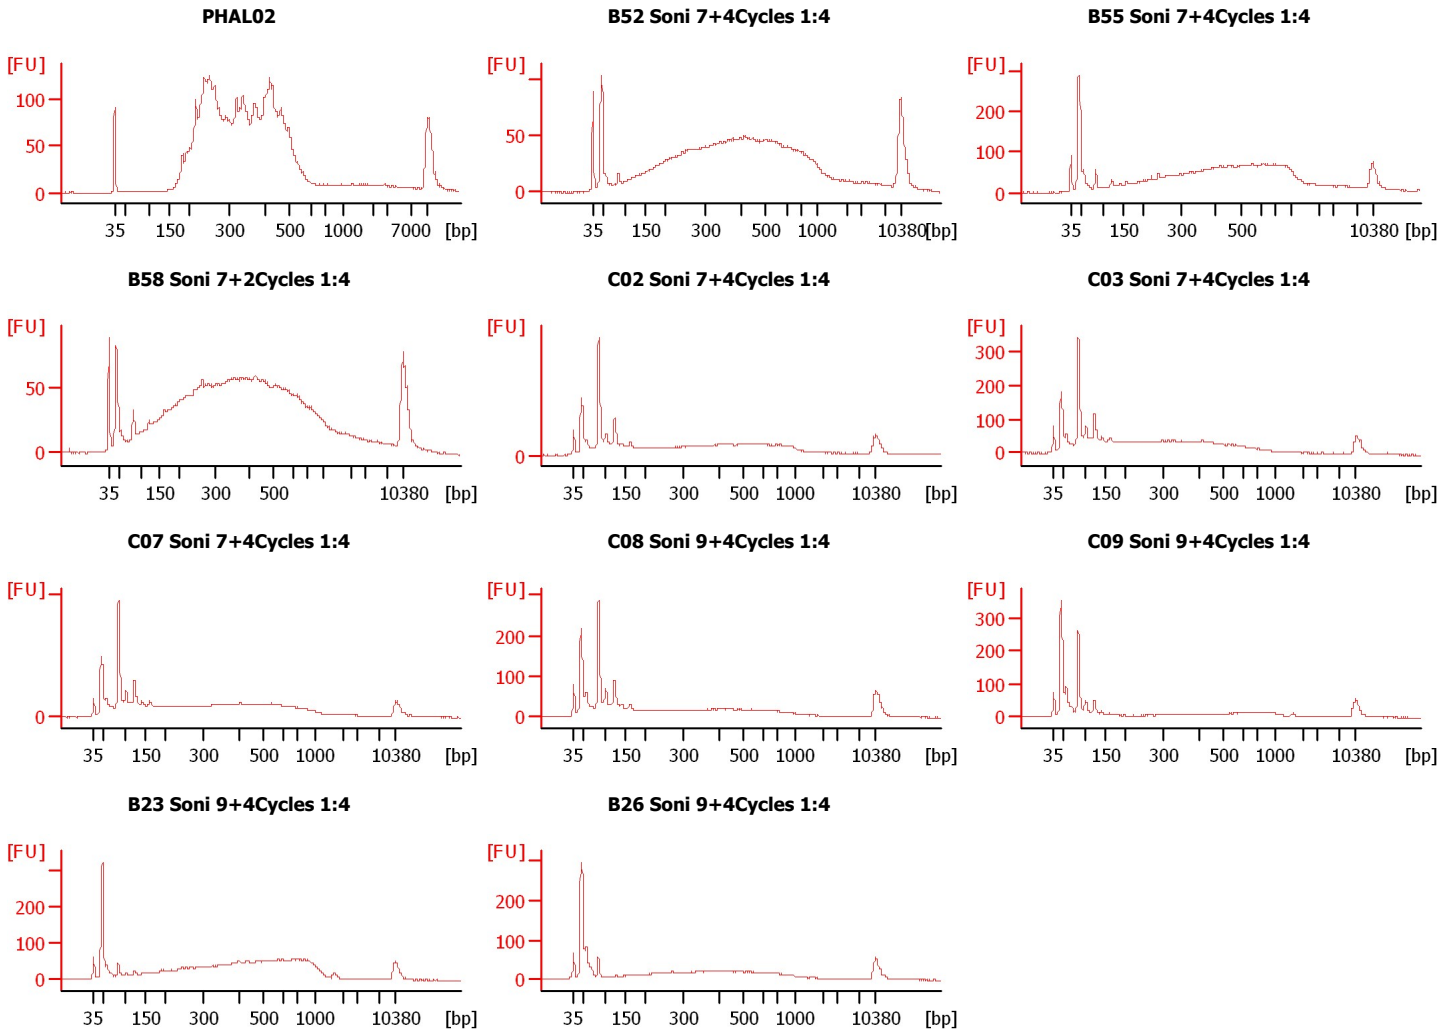 PHAL02
[FU]
100
50
0
35 150 300 500 1000 7000 [bp]
B52 Soni 7+4Cycles 1:4
[FU]
50
0
35 150 300 500 1000 10380 [bp]
B55 Soni 7+4Cycles 1:4
[FU]
200
100
0
35 150 300 500 10380 [bp]
B58 Soni 7+2Cycles 1:4
[FU]
50
0
35 150 300 500 10380 [bp]
C02 Soni 7+4Cycles 1:4
[FU]
0
35 150 300 500 1000 10380 [bp]
C03 Soni 7+4Cycles 1:4
[FU]
300
200
100
0
35 150 300 500 1000 10380 [bp]
C07 Soni 7+4Cycles 1:4
[FU]
0
35 150 300 500 1000 10380 [bp]
C08 Soni 9+4Cycles 1:4
[FU]
200
100
0
35 150 300 500 1000 10380 [bp]
C09 Soni 9+4Cycles 1:4
[FU]
300
200
100
0
35 150 300 500 1000 10380 [bp]
B23 Soni 9+4Cycles 1:4
[FU]
200
100
0
35 150 300 500 1000 10380 [bp]
B26 Soni 9+4Cycles 1:4
[FU]
200
100
0
35 150 300 500 1000 10380 [bp]